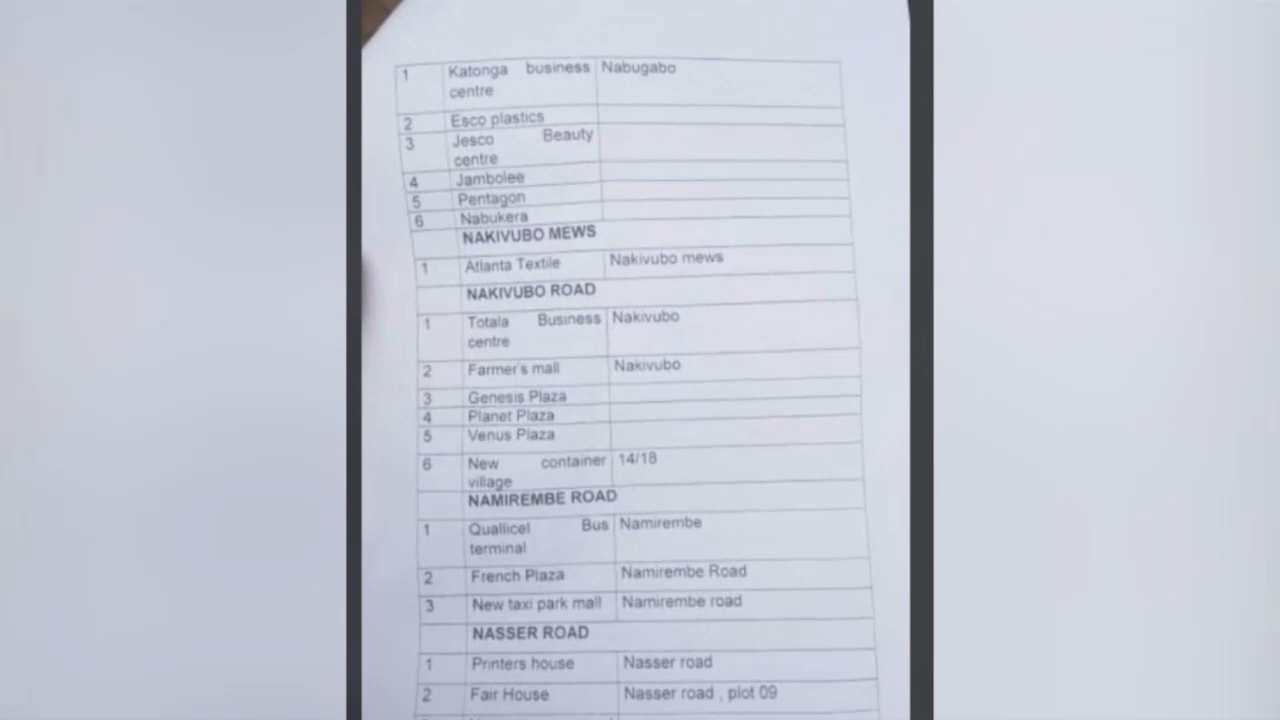 1 Katonga business Nabugabo
centre
2 Esco plastics
3 Jesco Beauty
centre
4 Jambolee
5 Pentagon
6 Nabukera
NAKIVUBO MEWS
1 Atlanta Textile Nakivubo mews
NAKIVUBO ROAD
1 Totala Business Nakivubo
centre
2 Farmer's mall Nakivubo
3 Genesis Plaza
4 Planet Plaza
5 Venus Plaza
6 New container 14/18
village
NAMIREMBE ROAD
1 Quallicel Bus Namirembe
terminal
2 French Plaza Namirembe Road
3 New taxi park mall Namirembe road
NASSER ROAD
1 Printers house Nasser road
2 Fair House Nasser road , plot 09